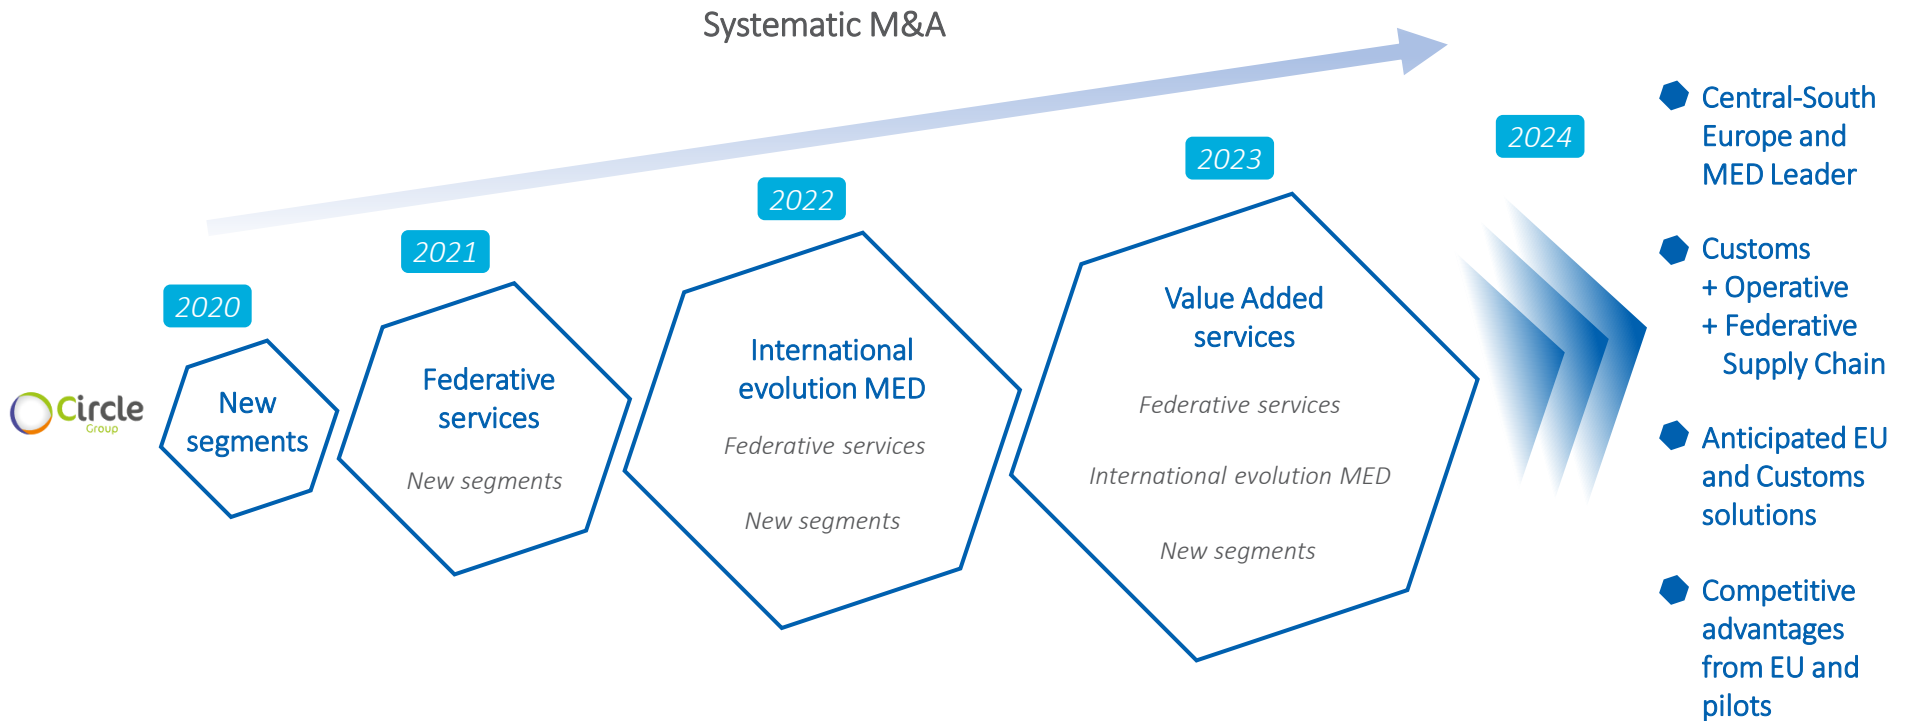 Systematic M&A
2020
2021
2022
2023
2024
Circle
Group
New
segments
Federative
services
New segments
International
evolution MED
Federative services
New segments
Value Added
services
Federative services
International evolution MED
New segments
Central-South
Europe and
MED Leader
Customs
+ Operative
+ Federative
Supply Chain
Anticipated EU
and Customs
solutions
Competitive
advantages
from EU and
pilots